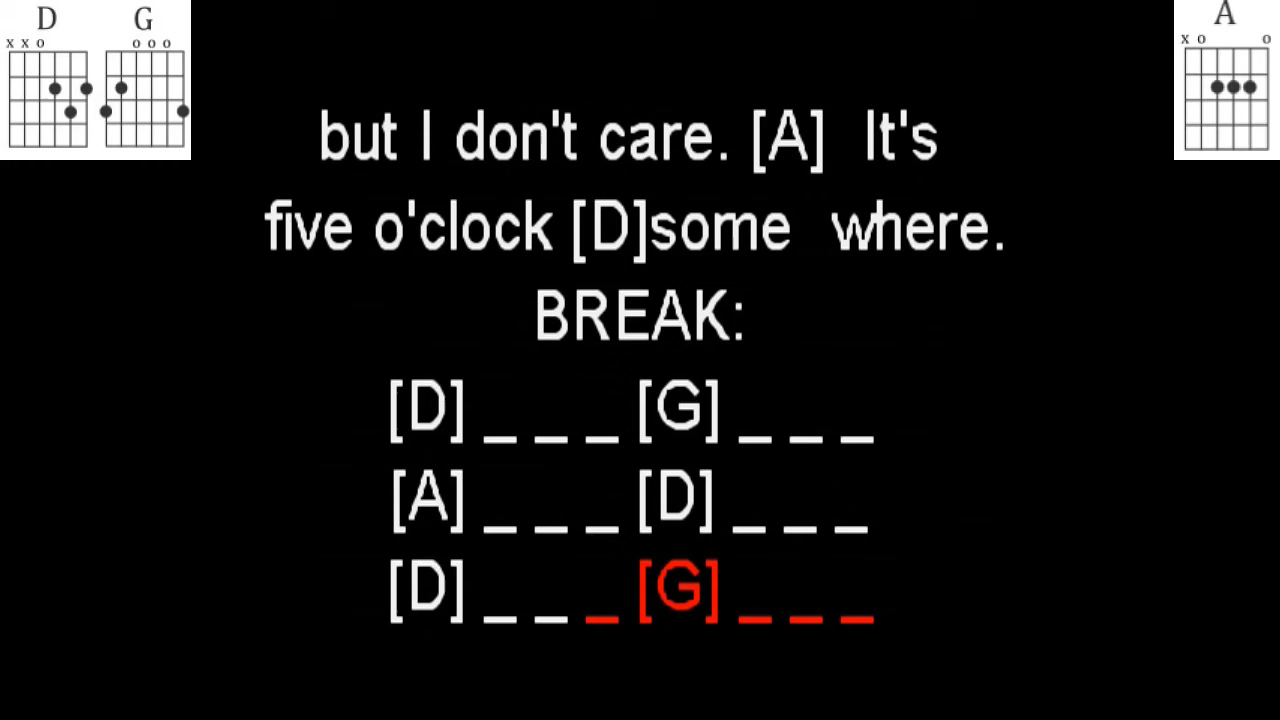 D G
x x o o o o
A
x o o
but I don't care. [A] It's
five o'clock [D]some where.
BREAK:
[D] _ _ _ [G] _ _ _
[A] _ _ _ [D] _ _ _
[D] _ _ _ [G] _ _ _